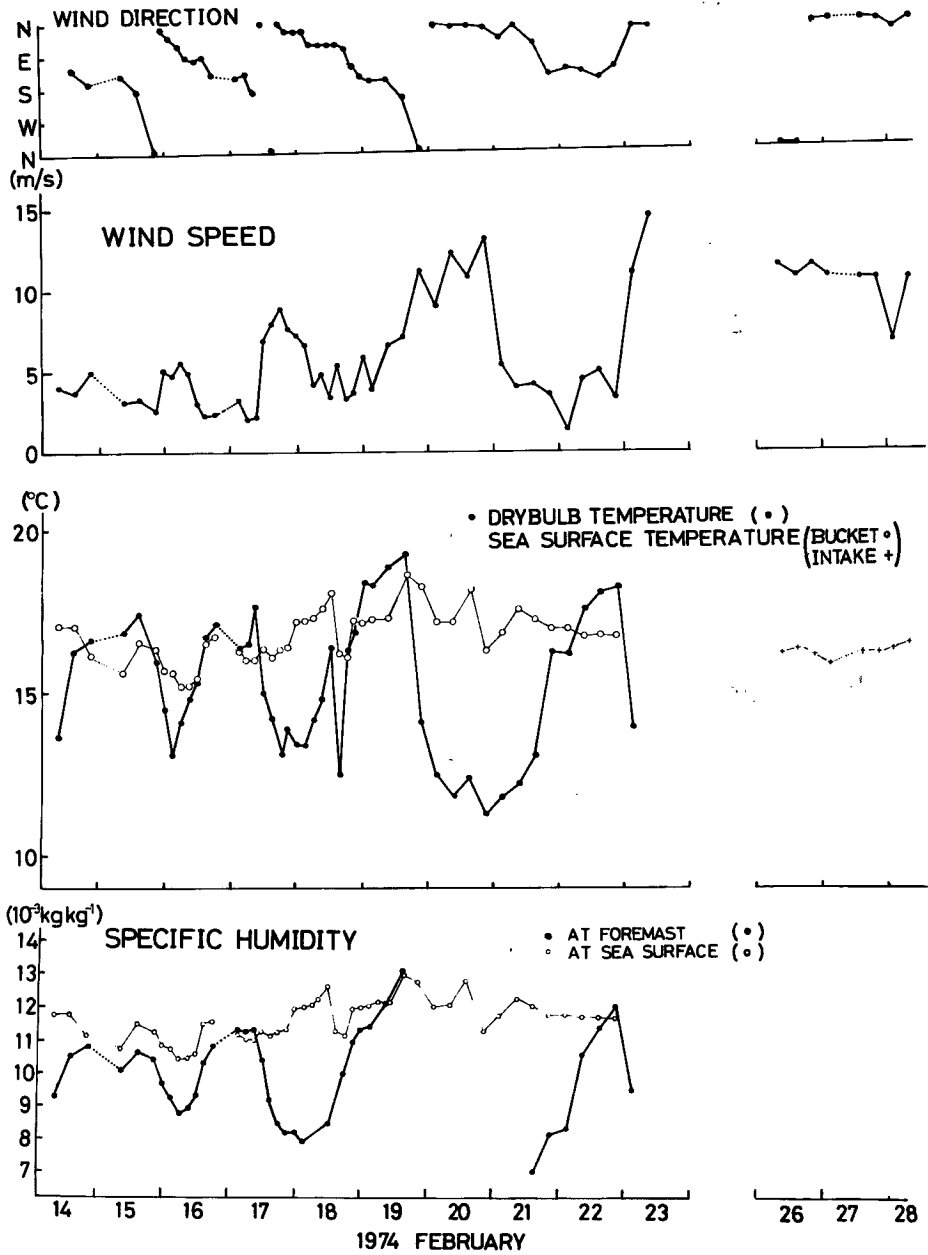 WIND DIRECTION
N
E
S
W
N
(m/s)
15
10
5
0
WIND SPEED
(°C)
20
15
10
• DRYBULB TEMPERATURE (•)
SEA SURFACE TEMPERATURE (BUCKET ○)
(INTAKE +)
(10⁻³kgkg⁻¹)
14
13
12
11
10
9
8
7
SPECIFIC HUMIDITY
• AT FOREMAST (•)
○ AT SEA SURFACE (○)
14 15 16 17 18 19 20 21 22 23 26 27 28
1974 FEBRUARY